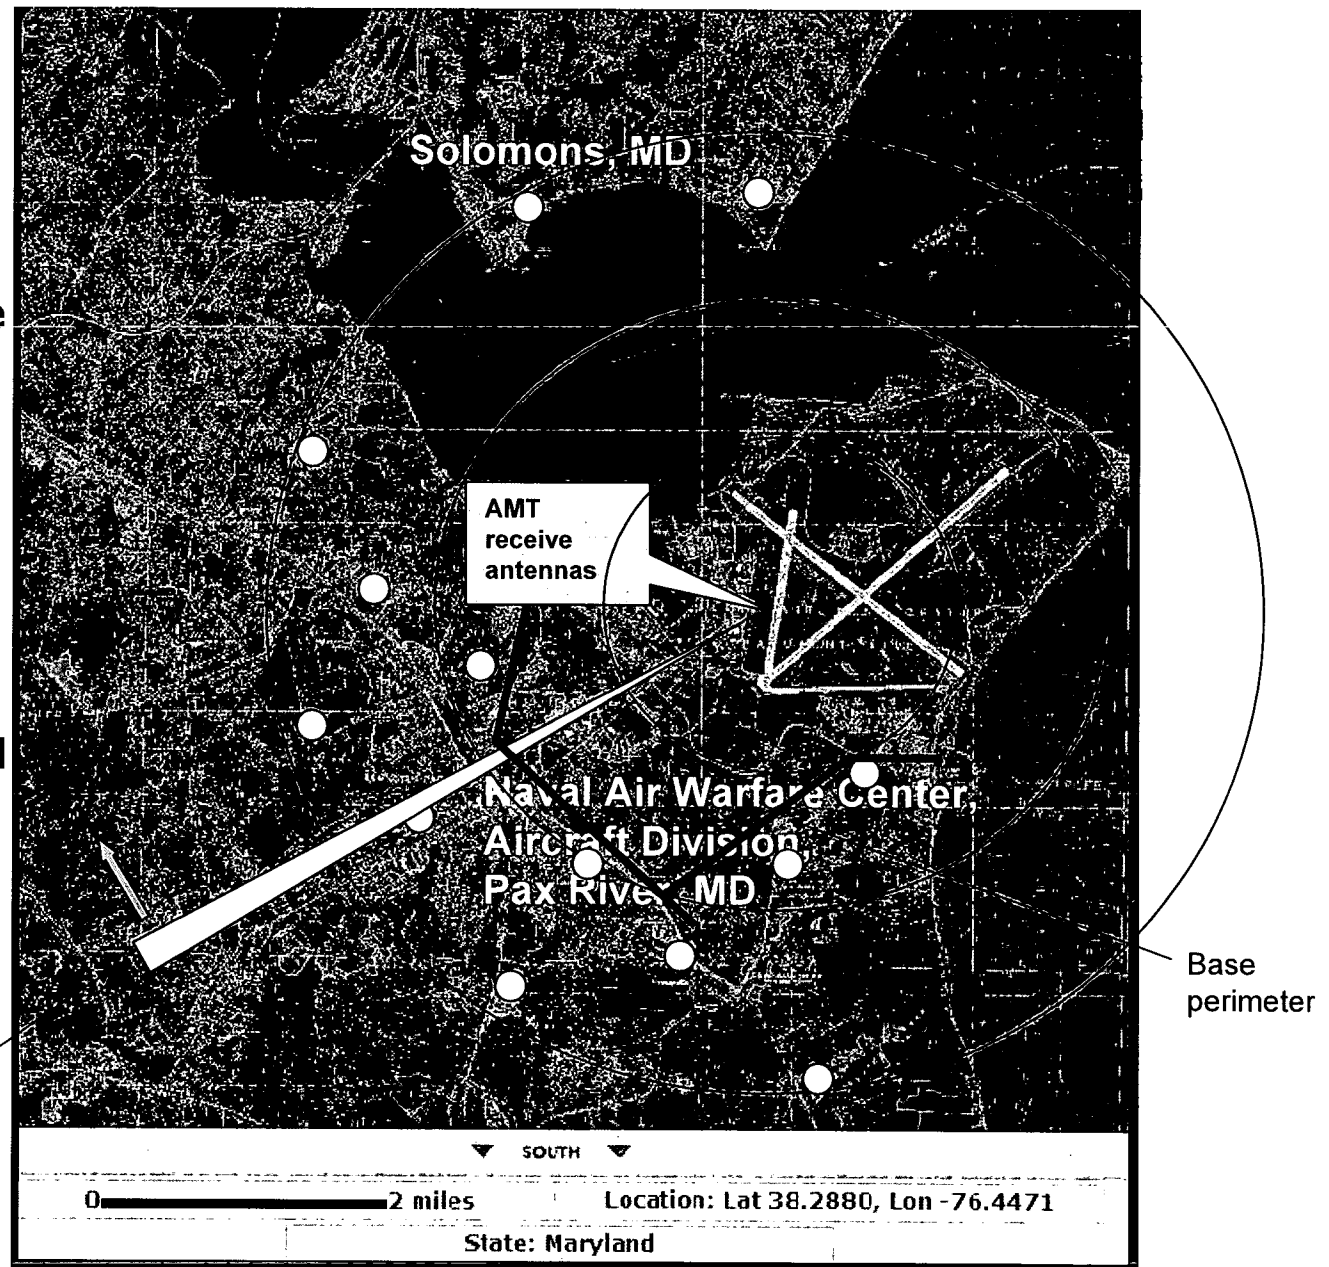 Solomons, MD
e
AMT
receive
antennas
d
Naval Air Warfare Center,
Aircraft Division,
Pax River, MD
Base
perimeter
SOUTH
0 2 miles
Location: Lat 38.2880, Lon -76.4471
State: Maryland